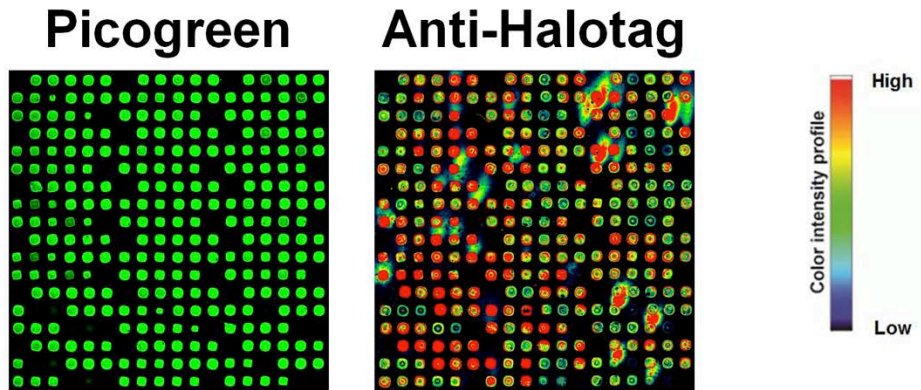 Picogreen
Anti-Halotag
High
Color intensity profile
Low